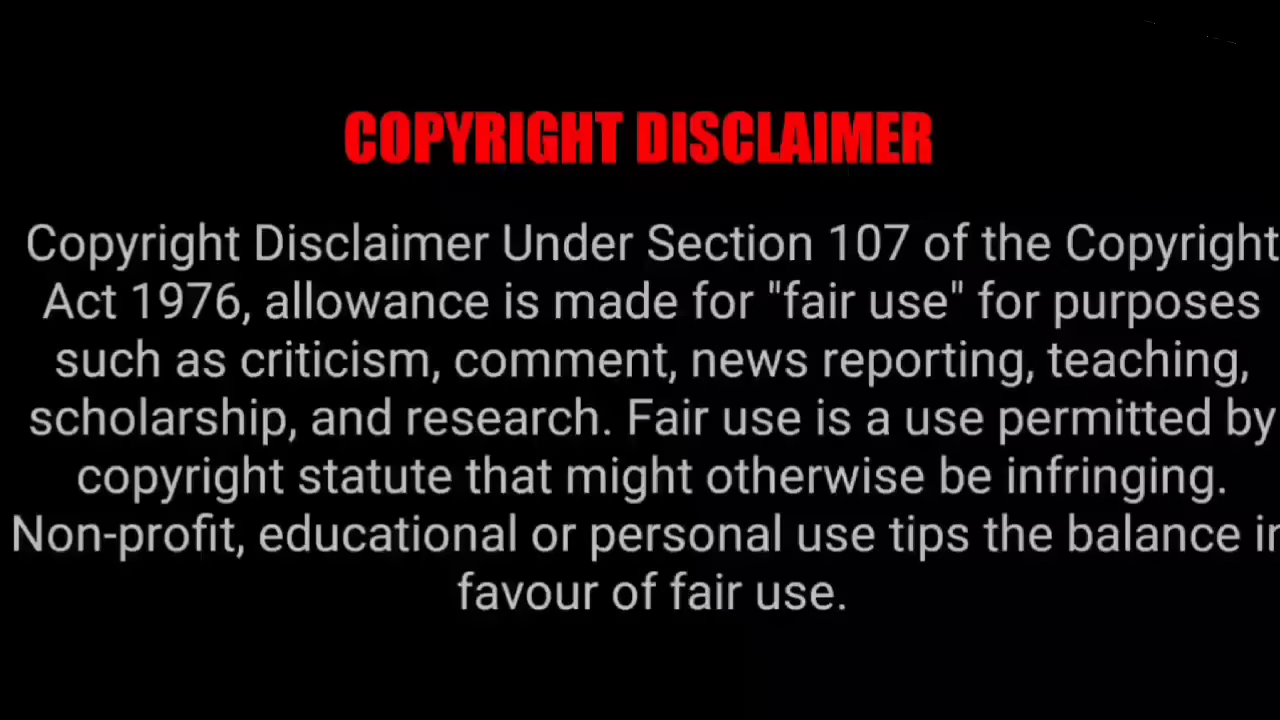 COPYRIGHT DISCLAIMER
Copyright Disclaimer Under Section 107 of the Copyright
Act 1976, allowance is made for "fair use" for purposes
such as criticism, comment, news reporting, teaching,
scholarship, and research. Fair use is a use permitted by
copyright statute that might otherwise be infringing.
Non-profit, educational or personal use tips the balance in
favour of fair use.